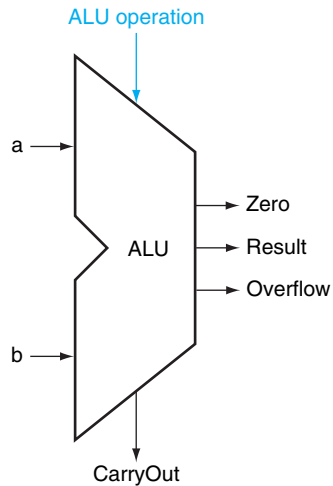 ALU operation
a
Zero
ALU
Result
Overflow
b
CarryOut